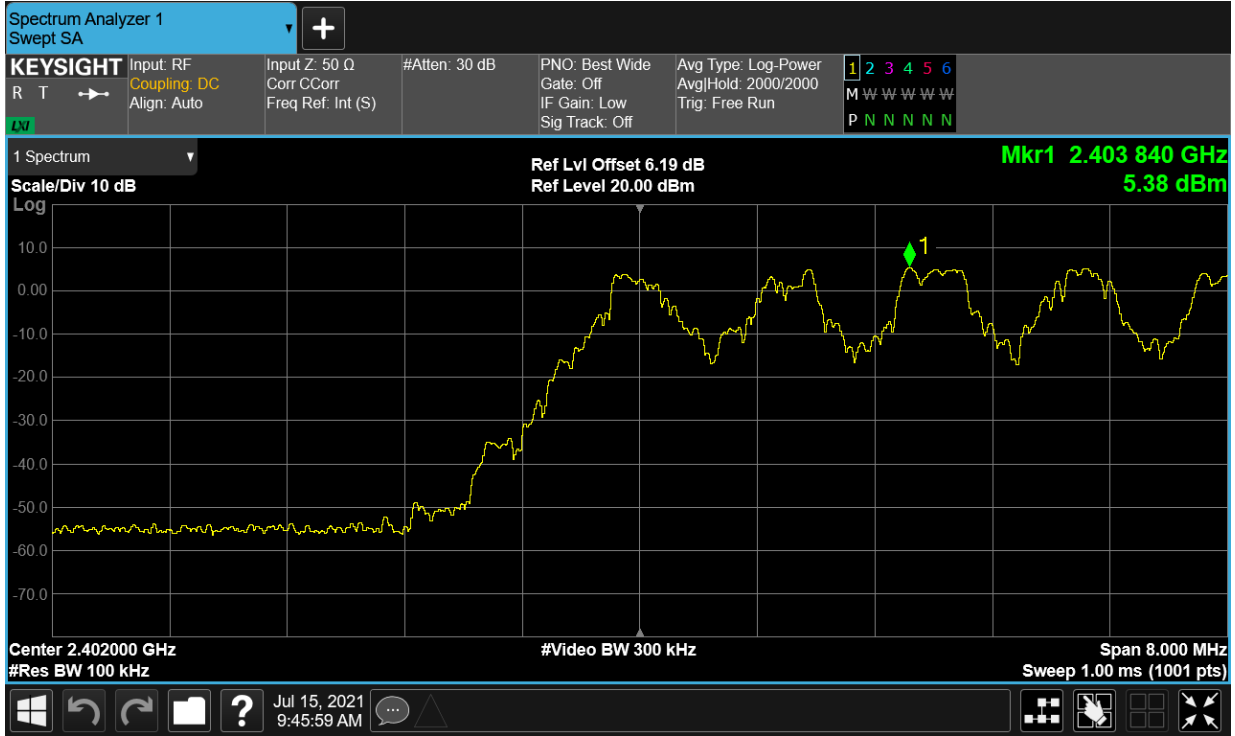 Spectrum Analyzer 1
Swept SA
KEYSIGHT
R T
LXI
Input: RF
Coupling: DC
Align: Auto
Input Z: 50 Ω
Corr CCorr
Freq Ref: Int (S)
#Atten: 30 dB
PNO: Best Wide
Gate: Off
IF Gain: Low
Sig Track: Off
Avg Type: Log-Power
Avg|Hold: 2000/2000
Trig: Free Run
1 2 3 4 5 6
M W W W W W
P N N N N N
1 Spectrum
Scale/Div 10 dB
Log
Ref Lvl Offset 6.19 dB
Ref Level 20.00 dBm
Mkr1 2.403 840 GHz
5.38 dBm
1
10.0
0.00
-10.0
-20.0
-30.0
-40.0
-50.0
-60.0
-70.0
Center 2.402000 GHz
#Res BW 100 kHz
#Video BW 300 kHz
Span 8.000 MHz
Sweep 1.00 ms (1001 pts)
?
Jul 15, 2021
9:45:59 AM